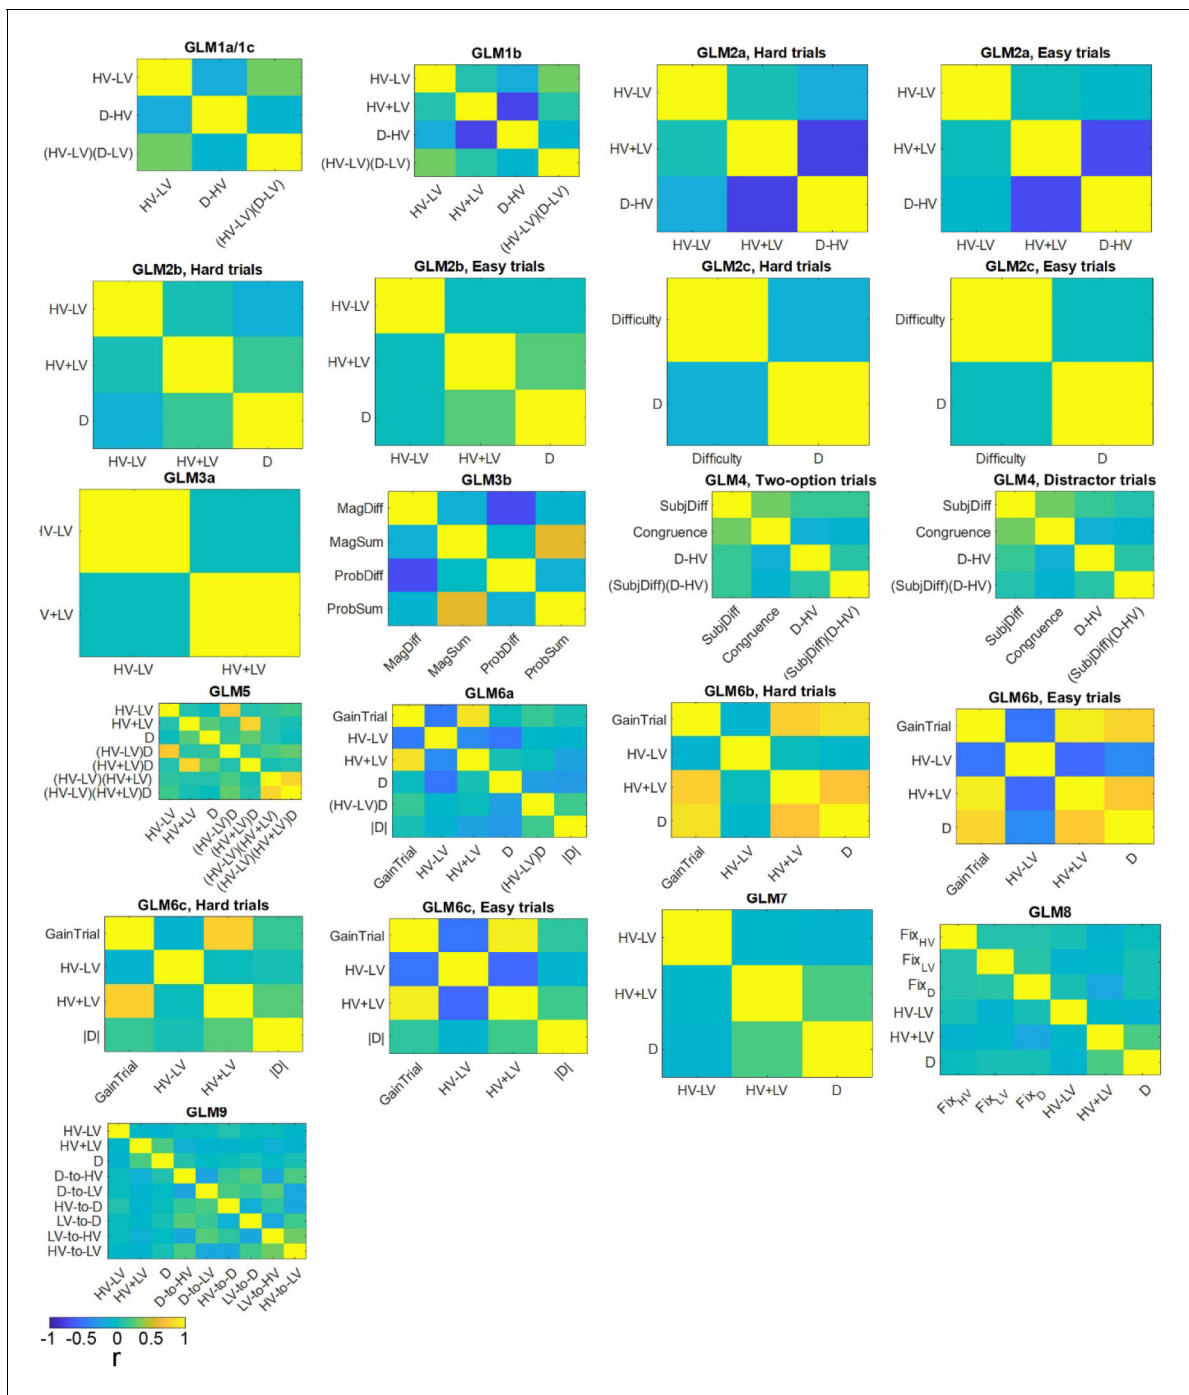 GLM1a/1c
HV-LV
D-HV
(HV-LV)(D-LV)
HV-LV
D-HV
(HV-LV)(D-LV)
GLM1b
HV-LV
HV+LV
D-HV
(HV-LV)(D-LV)
HV-LV
HV+LV
D-HV
(HV-LV)(D-LV)
GLM2a, Hard trials
HV-LV
HV+LV
D-HV
HV-LV HV+LV D-HV
GLM2a, Easy trials
HV-LV
HV+LV
D-HV
HV-LV HV+LV D-HV
GLM2b, Hard trials
HV-LV
HV+LV
D
HV-LV HV+LV D
GLM2b, Easy trials
HV-LV
HV+LV
D
HV-LV HV+LV D
GLM2c, Hard trials
Difficulty
D
Difficulty D
GLM2c, Easy trials
Difficulty
D
Difficulty D
GLM3a
HV-LV
V+LV
HV-LV HV+LV
GLM3b
MagDiff
MagSum
ProbDiff
ProbSum
MagDiff
MagSum
ProbDiff
ProbSum
GLM4, Two-option trials
SubjDiff
Congruence
D-HV
(SubjDiff)(D-HV)
SubjDiff
Congruence
D-HV
(SubjDiff)(D-HV)
GLM4, Distractor trials
SubjDiff
Congruence
D-HV
(SubjDiff)(D-HV)
SubjDiff
Congruence
D-HV
(SubjDiff)(D-HV)
GLM5
HV-LV
HV+LV
D
(HV-LV)D
(HV+LV)D
(HV-LV)(HV+LV)
(HV-LV)(HV+LV)D
HV-LV
HV+LV
D
(HV-LV)D
(HV+LV)D
(HV-LV)(HV+LV)
(HV-LV)(HV+LV)D
GLM6a
GainTrial
HV-LV
HV+LV
D
(HV-LV)D
|D|
GainTrial
HV-LV
HV+LV
D
(HV-LV)D
|D|
GLM6b, Hard trials
GainTrial
HV-LV
HV+LV
D
GainTrial
HV-LV
HV+LV
D
GLM6b, Easy trials
GainTrial
HV-LV
HV+LV
D
GainTrial
HV-LV
HV+LV
D
GLM6c, Hard trials
GainTrial
HV-LV
HV+LV
|D|
GainTrial
HV-LV
HV+LV
|D|
GLM6c, Easy trials
GainTrial
HV-LV
HV+LV
|D|
GainTrial
HV-LV
HV+LV
|D|
GLM7
HV-LV
HV+LV
D
HV-LV HV+LV D
GLM8
FixHV
FixLV
FixD
HV-LV
HV+LV
D
FixHV
FixLV
FixD
HV-LV
HV+LV
D
GLM9
HV-LV
HV+LV
D
D-to-HV
D-to-LV
HV-to-D
LV-to-D
LV-to-HV
HV-to-LV
HV-LV
HV+LV
D
D-to-HV
D-to-LV
HV-to-D
LV-to-D
LV-to-HV
HV-to-LV
-1 -0.5 0 0.5 1
r